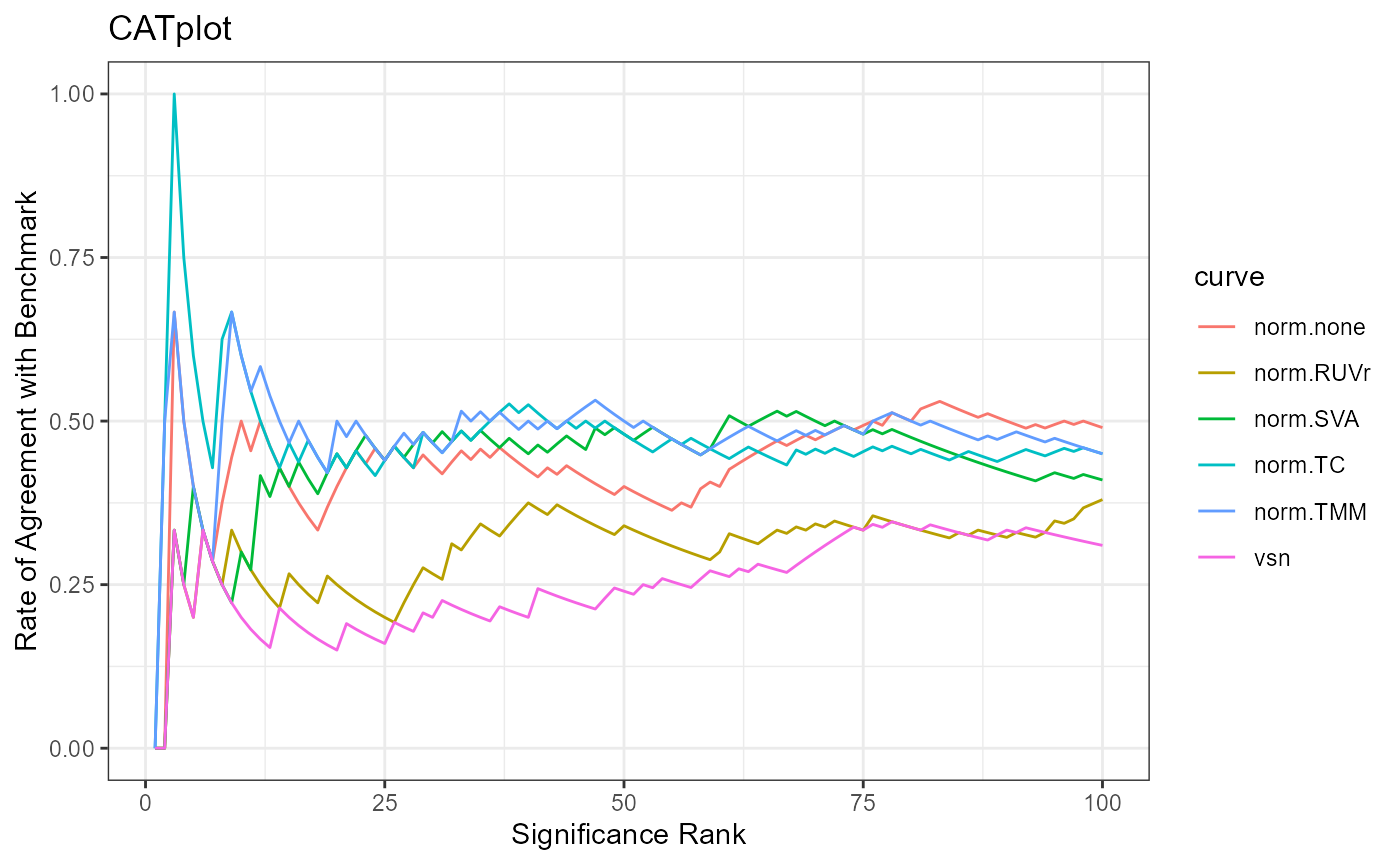 CATplot
Rate of Agreement with Benchmark
1.00
0.75
0.50
0.25
0.00
0 25 50 75 100
Significance Rank
curve
norm.none
norm.RUVr
norm.SVA
norm.TC
norm.TMM
vsn